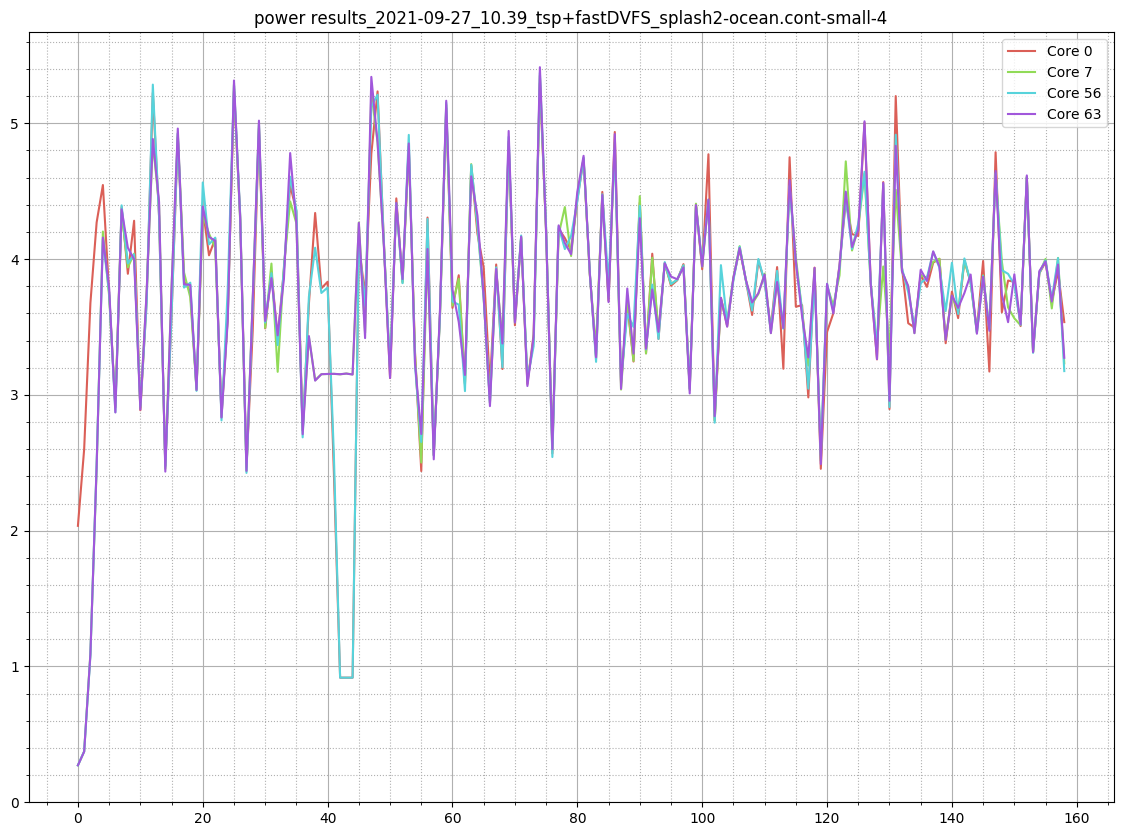 power results_2021-09-27_10.39_tsp+fastDVFS_splash2-ocean.cont-small-4
Core 0
Core 7
Core 56
Core 63
5
4
3
2
1
0
0 20 40 60 80 100 120 140 160